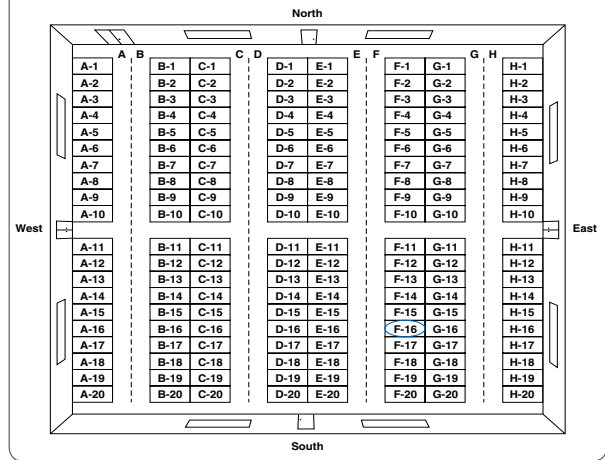 North
A B C D E F G H
A-1 B-1 C-1 D-1 E-1 F-1 G-1 H-1
A-2 B-2 C-2 D-2 E-2 F-2 G-2 H-2
A-3 B-3 C-3 D-3 E-3 F-3 G-3 H-3
A-4 B-4 C-4 D-4 E-4 F-4 G-4 H-4
A-5 B-5 C-5 D-5 E-5 F-5 G-5 H-5
A-6 B-6 C-6 D-6 E-6 F-6 G-6 H-6
A-7 B-7 C-7 D-7 E-7 F-7 G-7 H-7
A-8 B-8 C-8 D-8 E-8 F-8 G-8 H-8
A-9 B-9 C-9 D-9 E-9 F-9 G-9 H-9
A-10 B-10 C-10 D-10 E-10 F-10 G-10 H-10
West East
A-11 B-11 C-11 D-11 E-11 F-11 G-11 H-11
A-12 B-12 C-12 D-12 E-12 F-12 G-12 H-12
A-13 B-13 C-13 D-13 E-13 F-13 G-13 H-13
A-14 B-14 C-14 D-14 E-14 F-14 G-14 H-14
A-15 B-15 C-15 D-15 E-15 F-15 G-15 H-15
A-16 B-16 C-16 D-16 E-16 F-16 G-16 H-16
A-17 B-17 C-17 D-17 E-17 F-17 G-17 H-17
A-18 B-18 C-18 D-18 E-18 F-18 G-18 H-18
A-19 B-19 C-19 D-19 E-19 F-19 G-19 H-19
A-20 B-20 C-20 D-20 E-20 F-20 G-20 H-20
South